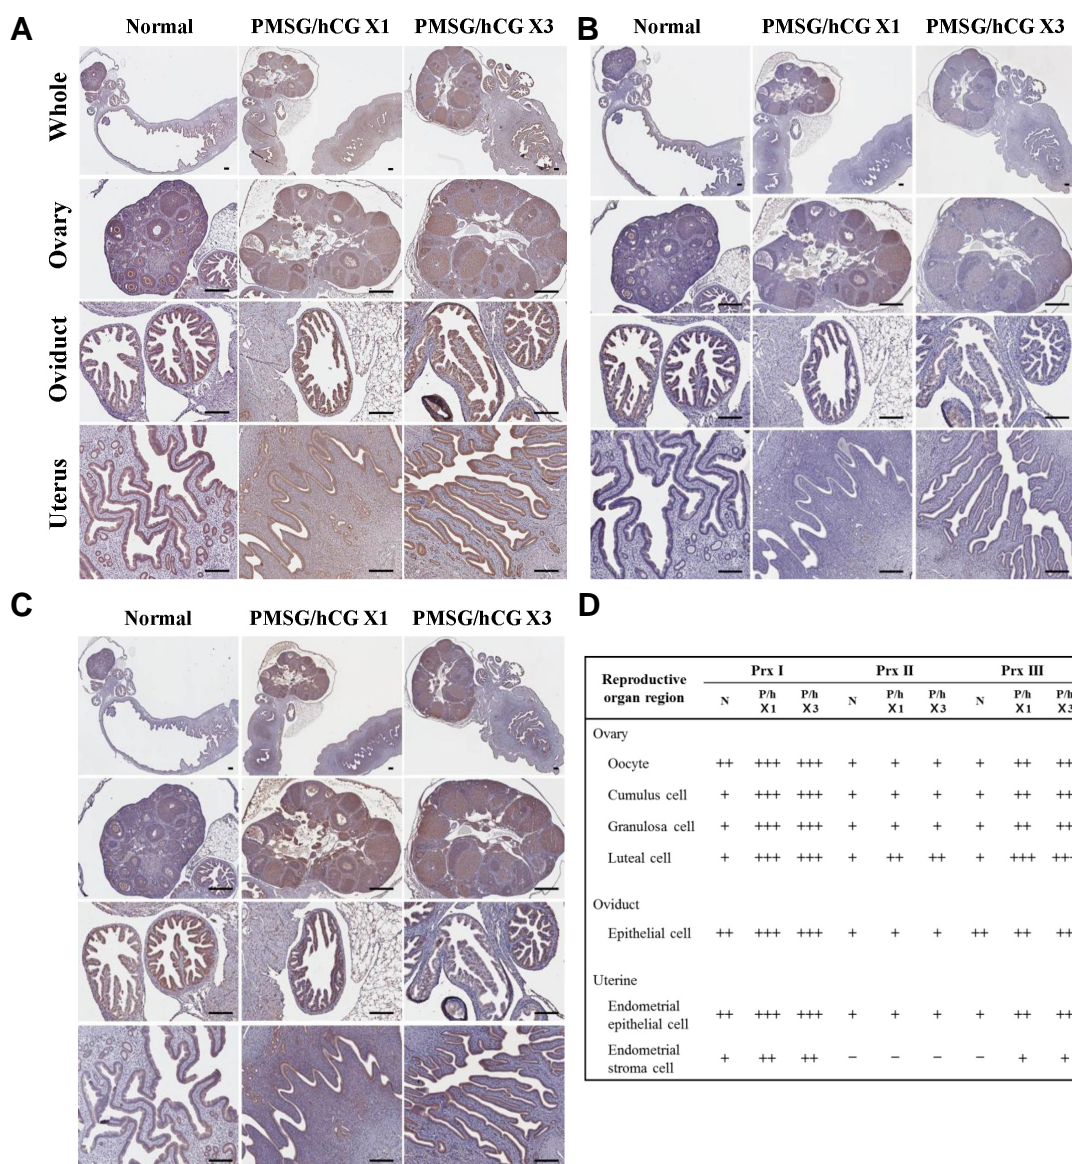 A
Normal PMSG/hCG X1 PMSG/hCG X3
Whole
Ovary
Oviduct
Uterus
B
Normal PMSG/hCG X1 PMSG/hCG X3
C
Normal PMSG/hCG X1 PMSG/hCG X3
D
Reproductive organ region Prx I Prx II Prx III
N P/h X1 P/h X3 N P/h X1 P/h X3 N P/h X1 P/h X3
Ovary
Oocyte ++ +++ +++ + + + + ++ ++
Cumulus cell + +++ +++ + + + + ++ ++
Granulosa cell + +++ +++ + + + + ++ ++
Luteal cell + +++ +++ + ++ ++ + +++ +++
Oviduct
Epithelial cell ++ +++ +++ + + + ++ ++ ++
Uterine
Endometrial
epithelial cell ++ +++ +++ + + + + ++ ++
Endometrial
stroma cell + ++ ++ − − − − + +